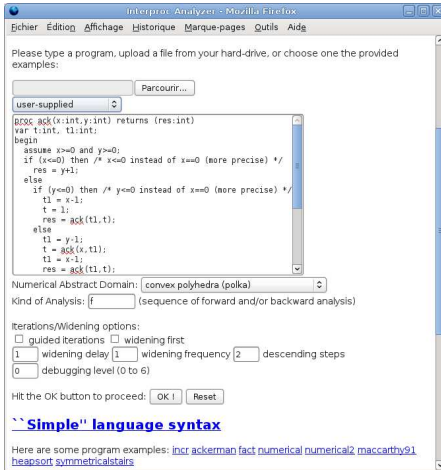 Interproc Analyzer - Mozilla Firefox
Fichier Édition Affichage Historique Marque-pages Outils Aide
Please type a program, upload a file from your hard-drive, or choose one the provided
examples:
Parcourir...
user-supplied
proc ack(x:int,y:int) returns (res:int)
var t:int, t1:int;
begin
assume x>=0 and y>=0;
if (x<=0) then /* x<=0 instead of x==0 (more precise) */
res = y+1;
else
if (y<=0) then /* y<=0 instead of x==0 (more precise) */
t1 = x-1;
t = 1;
res = ack(t1,t);
else
t1 = y-1;
t = ack(x,t1);
t1 = x-1;
res = ack(t1,t);
Numerical Abstract Domain: convex polyhedra (polka)
Kind of Analysis: f (sequence of forward and/or backward analysis)
Iterations/Widening options:
guided iterations widening first
1 widening delay 1 widening frequency 2 descending steps
0 debugging level (0 to 6)
Hit the OK button to proceed: OK ! Reset
``Simple'' language syntax
Here are some program examples: incr ackerman fact numerical numerical2 maccarthy91
heapsort symmetricalstairs